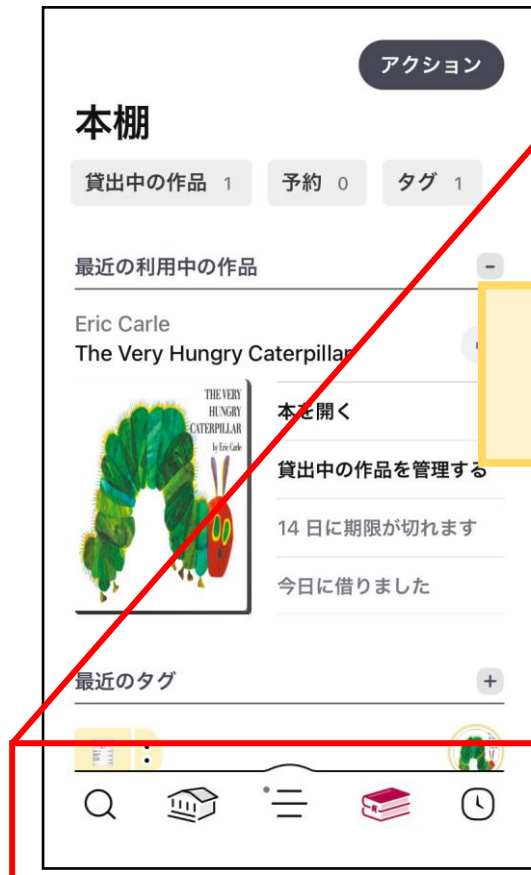 アクション
本棚
貸出中の作品 1 予約 0 タグ 1
最近の利用中の作品
Eric Carle
The Very Hungry Caterpillar
THE VERY
HUNGRY
CATERPILLAR
by Eric Carle
本を開く
貸出中の作品を管理する
14 日に期限が切れます
今日に借りました
最近のタグ